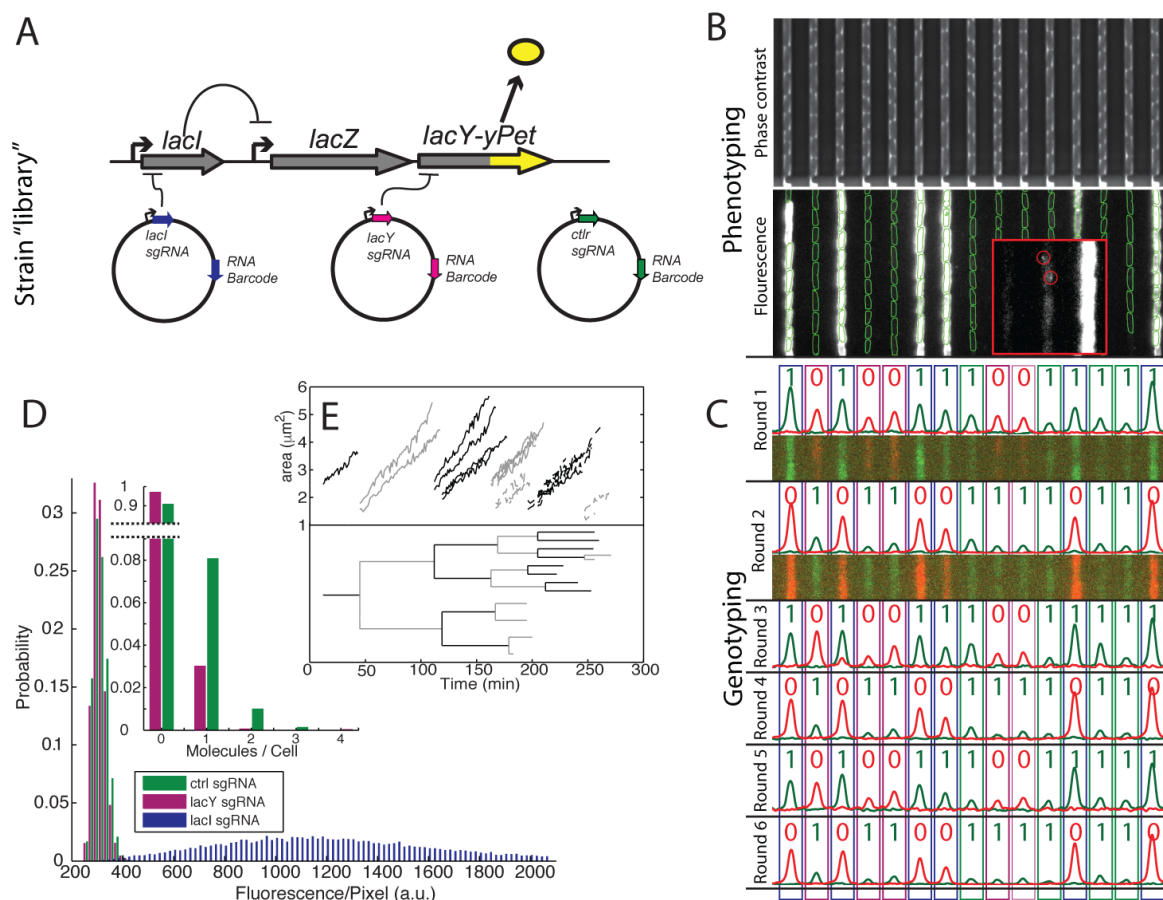 A
Strain "library"
lacI
lacZ
lacY-yPet
lacI
sgRNA
RNA
Barcode
lacY
sgRNA
RNA
Barcode
ctlr
sgRNA
RNA
Barcode
B
Phenotyping
Phase contrast
Flourescence
C
Genotyping
Round 1
1 0 1 0 0 1 1 1 0 0 1 1 1 1 1
Round 2
0 1 0 1 1 0 0 1 1 1 1 0 1 1 0
Round 3
1 0 1 0 0 1 1 1 0 0 1 1 1 1 1
Round 4
0 1 0 1 1 0 0 1 1 1 1 0 1 1 0
Round 5
1 0 1 0 0 1 1 1 0 0 1 1 1 1 1
Round 6
0 1 0 1 1 0 0 1 1 1 1 0 1 1 0
D
Probability
0.3
0.25
0.2
0.15
0.1
0.05
0
200 400 600 800 1000 1200 1400 1600 1800 2000
Fluorescence/Pixel (a.u.)
1
0.9
0.08
0.06
0.04
0.02
0
0 1 2 3 4
Molecules / Cell
ctrl sgRNA
lacY sgRNA
lacI sgRNA
E
area (μm²)
6
5
4
3
2
1
0 50 100 150 200 250 300
Time (min)